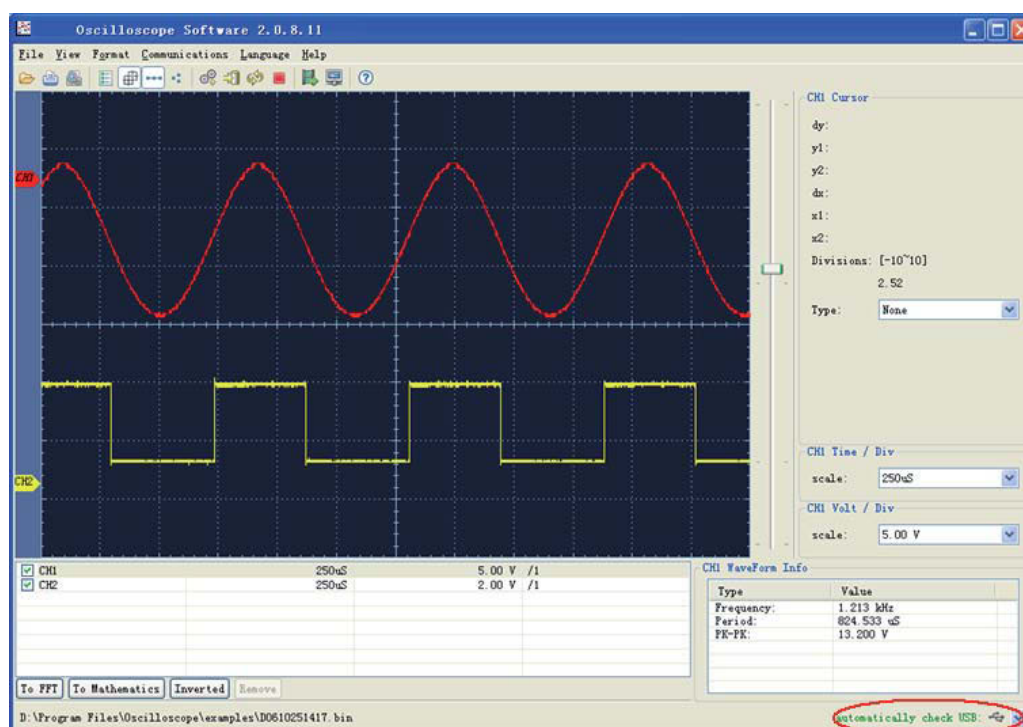 Oscilloscope Software 2.0.8.11
File View Format Communications Language Help
CH1
CH2
CH1 Cursor
dy:
y1:
y2:
dx:
x1:
x2:
Divisions: [-10~10]
2.52
Type: None
CH1 Time / Div
scale: 250uS
CH1 Volt / Div
scale: 5.00 V
CH1 250uS 5.00 V /1
CH2 250uS 2.00 V /1
CH1 WaveForm Info
Type Value
Frequency: 1.213 kHz
Period: 824.533 uS
PK-PK: 13.200 V
To FFT To Mathematics Inverted Remove
D:\Program Files\Oscilloscope\examples\D0610251417.bin
automatically check USB: